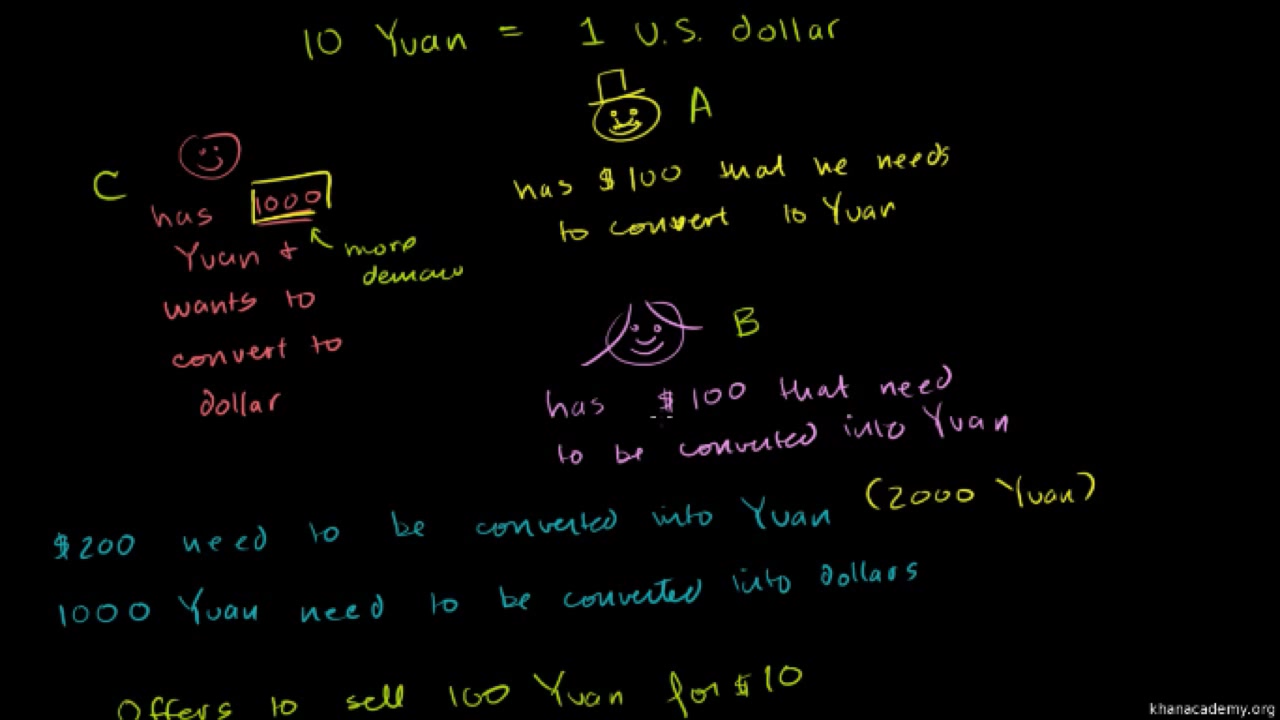 10 Yuan = 1 U.S. dollar
A
has $100 that he needs
to convert to Yuan
C
has 1000
Yuan +
wants to
convert to
dollar
more
deman
B
has $100 that need
to be converted into Yuan
$200 need to be converted into Yuan (2000 Yuan)
1000 Yuan need to be converted into dollars
Offers to sell 100 Yuan for $10
khanacademy.org